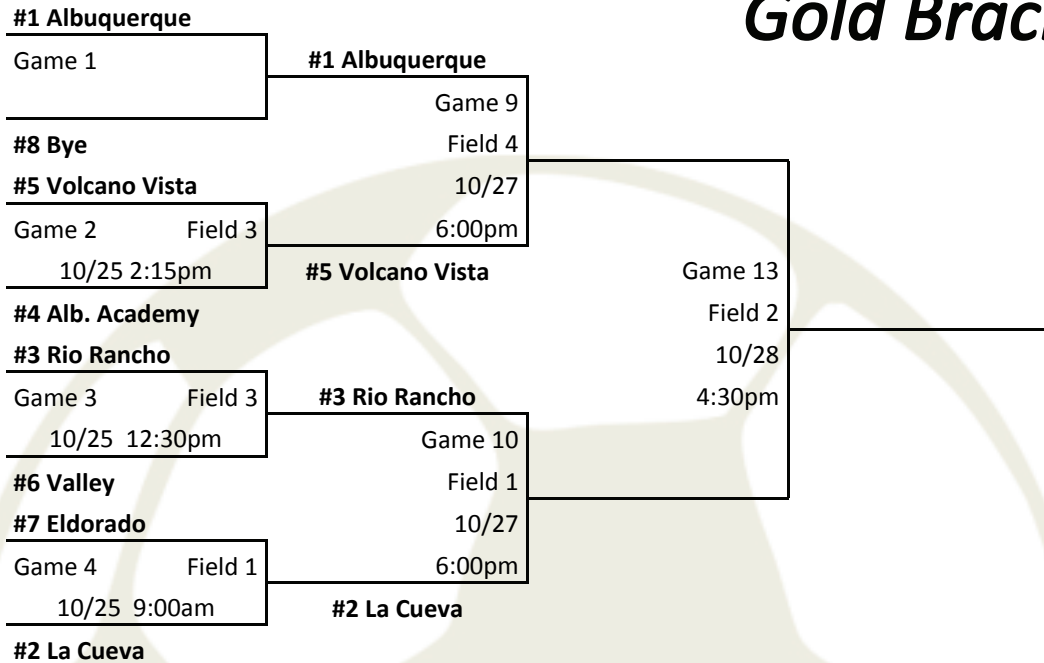 Gold
#1 Albuquerque
Game 1
#8 Bye
#5 Volcano Vista
Game 2 Field 3
10/25 2:15pm
#4 Alb. Academy
#3 Rio Rancho
Game 3 Field 3
10/25 12:30pm
#6 Valley
#7 Eldorado
Game 4 Field 1
10/25 9:00am
#2 La Cueva
#1 Albuquerque
Game 9
Field 4
10/27
6:00pm
#5 Volcano Vista
#3 Rio Rancho
Game 10
Field 1
10/27
6:00pm
#2 La Cueva
Game 13
Field 2
10/28
4:30pm